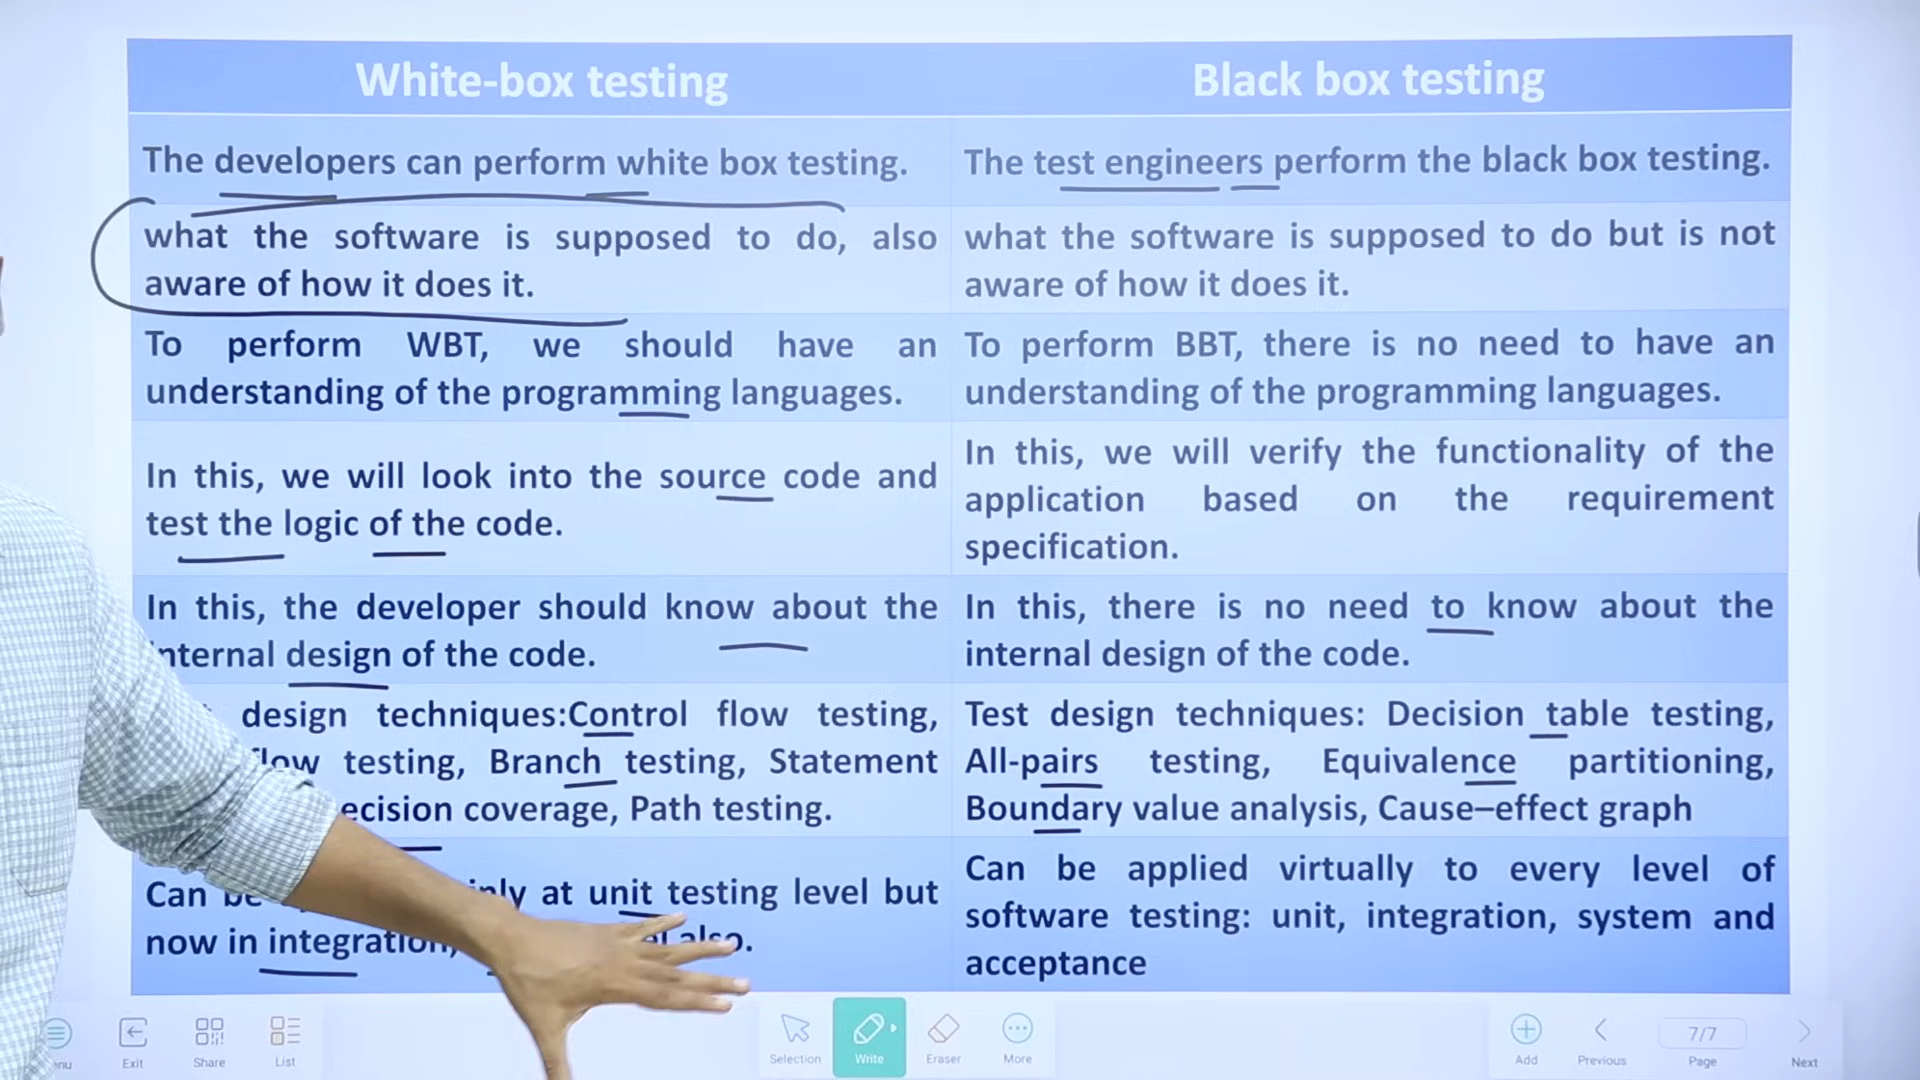 White-box testing
Black box testing
The developers can perform white box testing.
The test engineers perform the black box testing.
what the software is supposed to do, also
aware of how it does it.
what the software is supposed to do but is not
aware of how it does it.
To perform WBT, we should have an
understanding of the programming languages.
To perform BBT, there is no need to have an
understanding of the programming languages.
In this, we will look into the source code and
test the logic of the code.
In this, we will verify the functionality of the
application based on the requirement
specification.
In this, the developer should know about the
internal design of the code.
In this, there is no need to know about the
internal design of the code.
design techniques:Control flow testing,
testing, Branch testing, Statement
coverage, Path testing.
Test design techniques: Decision table testing,
All-pairs testing, Equivalence partitioning,
Boundary value analysis, Cause–effect graph
Can at unit testing level but
now in integration, also.
Can be applied virtually to every level of
software testing: unit, integration, system and
acceptance
Exit
Share
List
Selection
Write
Eraser
More
Add
Previous
7/7
Page
Next